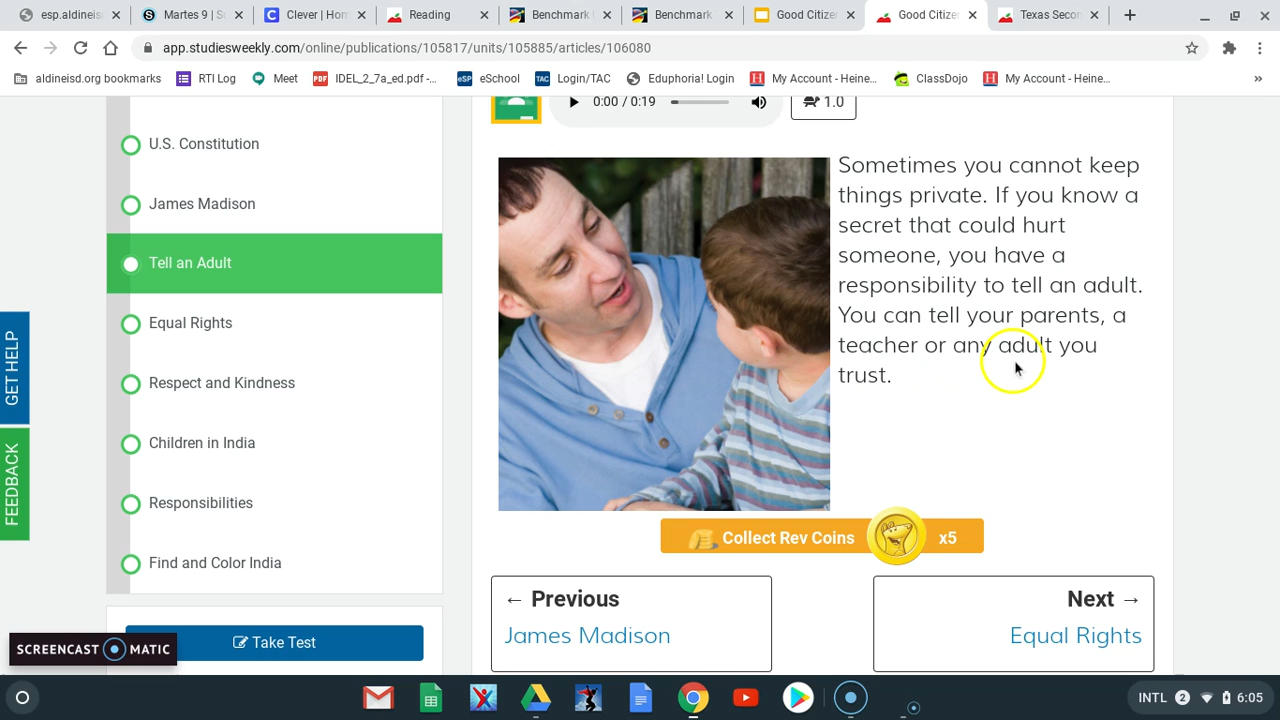 esp.aldineis
Martes 9 | S
Clever | Hom
Reading
Benchmark
Benchmark
Good Citize
Good Citize
Texas Secon
app.studiesweekly.com/online/publications/105817/units/105885/articles/106080
aldineisd.org bookmarks
RTI Log
Meet
PDF
IDEL_2_7a_ed.pdf -...
eSP
eSchool
TAC
Login/TAC
Eduphoria! Login
H
My Account - Heine...
ClassDojo
H
My Account - Heine...
»
0:00 / 0:19
1.0
U.S. Constitution
James Madison
Tell an Adult
Equal Rights
Respect and Kindness
Children in India
Responsibilities
Find and Color India
Take Test
GET HELP
FEEDBACK
Sometimes you cannot keep
things private. If you know a
secret that could hurt
someone, you have a
responsibility to tell an adult.
You can tell your parents, a
teacher or any adult you
trust.
Collect Rev Coins
x5
← Previous
James Madison
Next →
Equal Rights
SCREENCAST MATIC
INTL
2
6:05